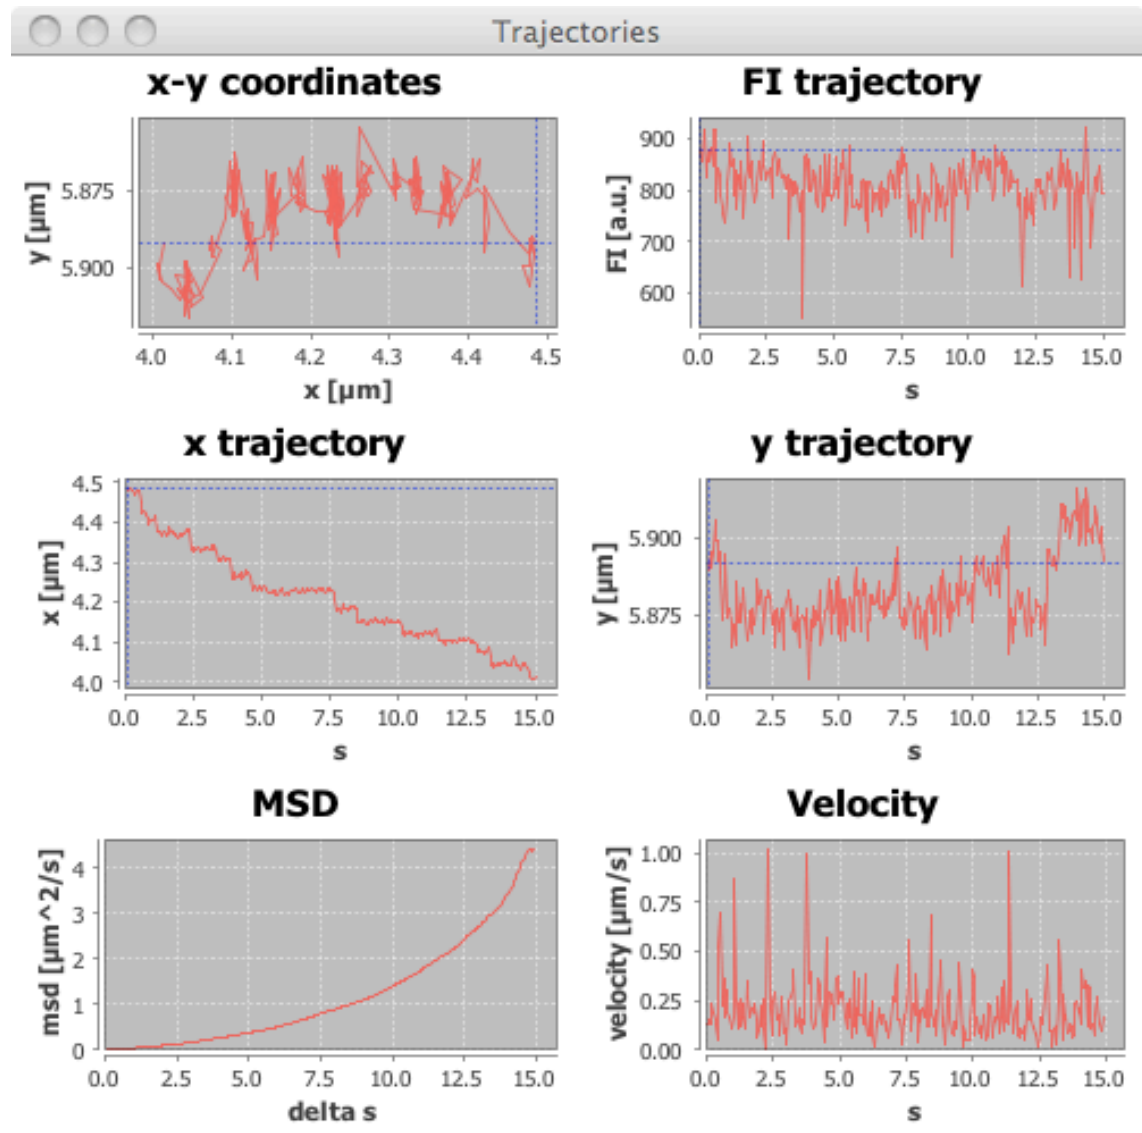 Trajectories
x-y coordinates
y [µm]
5.875
5.900
4.0 4.1 4.2 4.3 4.4 4.5
x [µm]
FI trajectory
FI [a.u.]
900
800
700
600
0.0 2.5 5.0 7.5 10.0 12.5 15.0
s
x trajectory
x [µm]
4.5
4.4
4.3
4.2
4.1
4.0
0.0 2.5 5.0 7.5 10.0 12.5 15.0
s
y trajectory
y [µm]
5.900
5.875
0.0 2.5 5.0 7.5 10.0 12.5 15.0
s
MSD
msd [µm^2/s]
4
3
2
1
0
0.0 2.5 5.0 7.5 10.0 12.5 15.0
delta s
Velocity
velocity [µm/s]
1.00
0.75
0.50
0.25
0.00
0.0 2.5 5.0 7.5 10.0 12.5 15.0
s